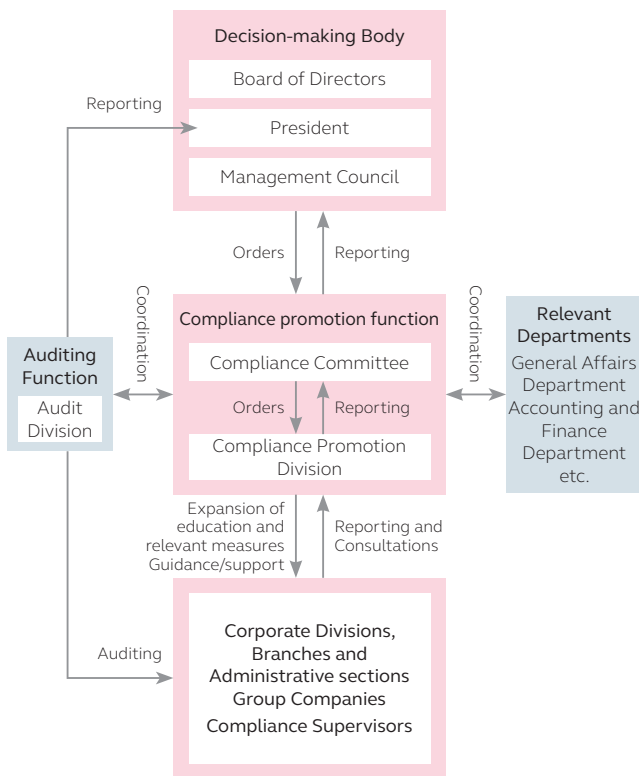 Decision-making Body
Board of Directors
Reporting
President
Management Council
Orders
Reporting
Coordination
Coordination
Compliance promotion function
Relevant
Departments
General Affairs
Department
Accounting and
Finance
Department
etc.
Auditing
Function
Audit
Division
Compliance Committee
Orders
Reporting
Compliance Promotion
Division
Expansion of
education and
relevant measures
Guidance/support
Reporting and
Consultations
Auditing
Corporate Divisions,
Branches and
Administrative sections
Group Companies
Compliance Supervisors